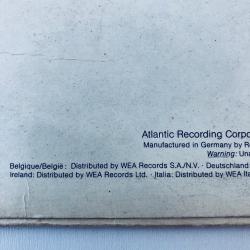 Atlantic Recording Corpo
Manufactured in Germany by R
Warning: Una
Belgique/België : Distributed by WEA Records S.A./N.V. · Deutschland
Ireland: Distributed by WEA Records Ltd. · Italia: Distributed by WEA Ita